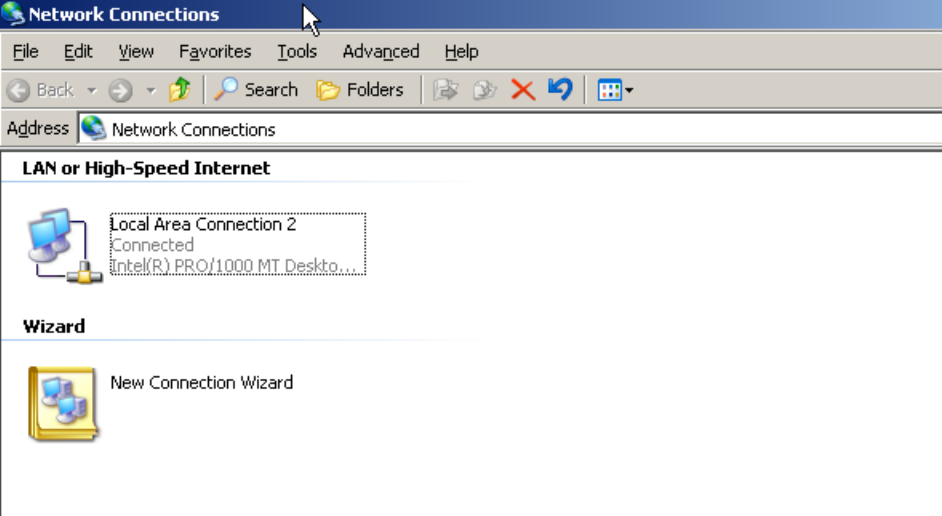 Network Connections
File Edit View Favorites Tools Advanced Help
Back Search Folders
Address Network Connections
LAN or High-Speed Internet
Local Area Connection 2
Connected
Intel(R) PRO/1000 MT Deskto...
Wizard
New Connection Wizard